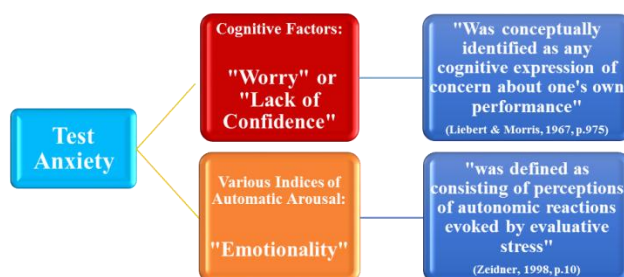 Test
Anxiety
Cognitive Factors:
"Worry" or
"Lack of
Confidence"
"Was conceptually
identified as any
cognitive expression of
concern about one's own
performance"
(Liebert & Morris, 1967, p.975)
Various Indices of
Automatic Arousal:
"Emotionality"
"was defined as
consisting of perceptions
of autonomic reactions
evoked by evaluative
stress"
(Zeidner, 1998, p.10)